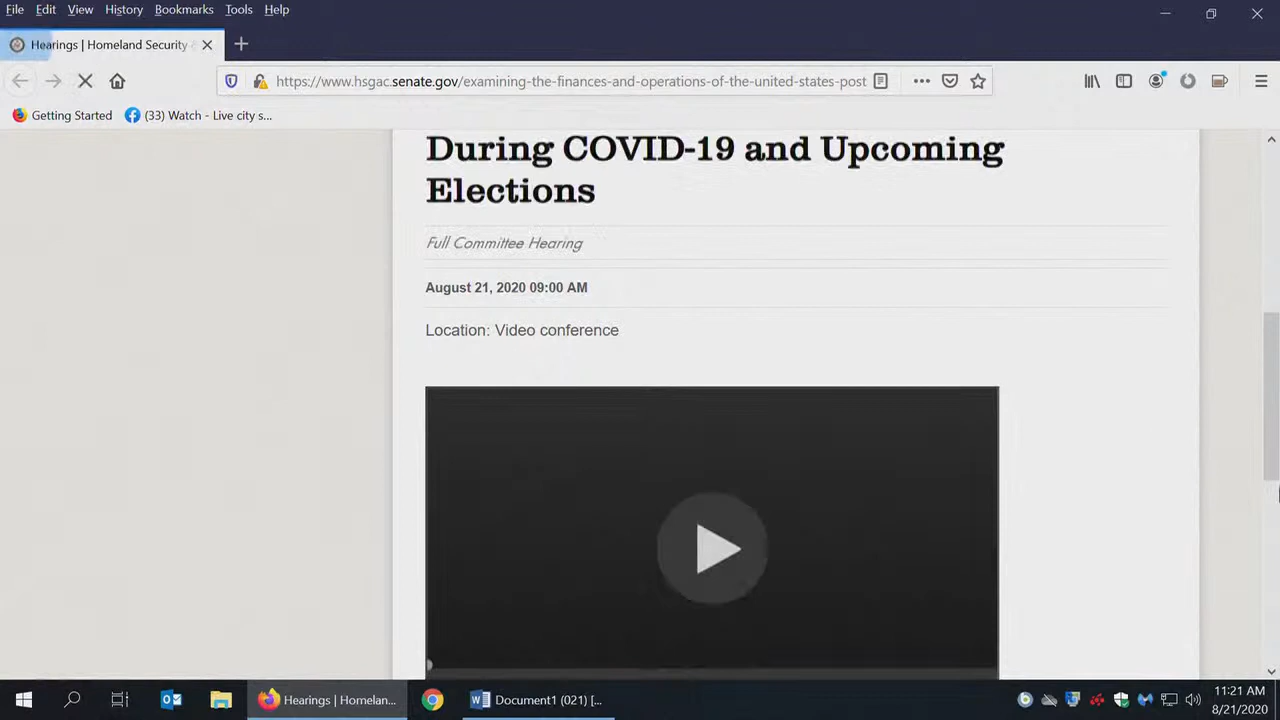 File Edit View History Bookmarks Tools Help
Hearings | Homeland Security
https://www.hsgac.senate.gov/examining-the-finances-and-operations-of-the-united-states-post
Getting Started (33) Watch - Live city s...
During COVID-19 and Upcoming
Elections
Full Committee Hearing
August 21, 2020 09:00 AM
Location: Video conference
Hearings | Homelan...
Document1 (021) [...
11:21 AM
8/21/2020